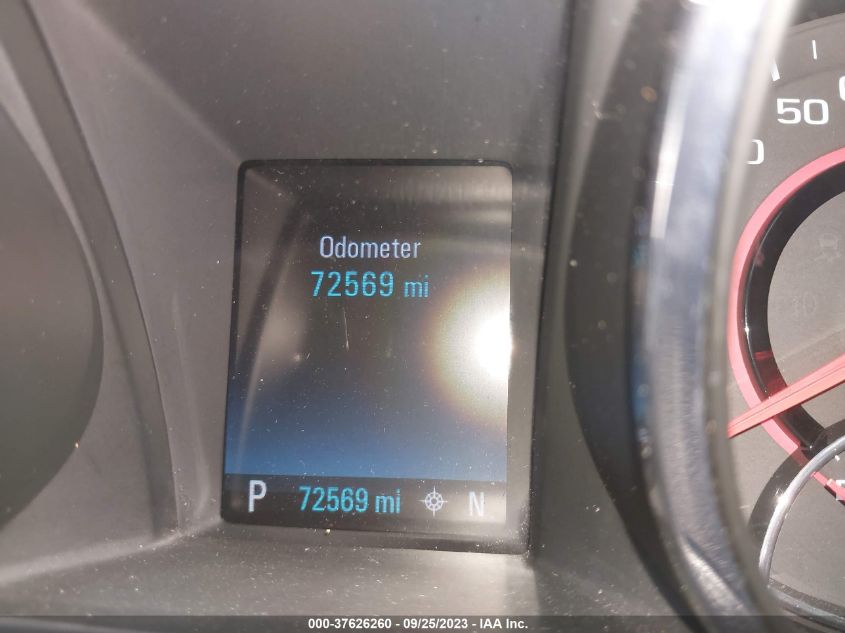 Odometer
72569 mi
P 72569 mi N
50
000-37626260 / 09/25/2023 - IAA Inc.